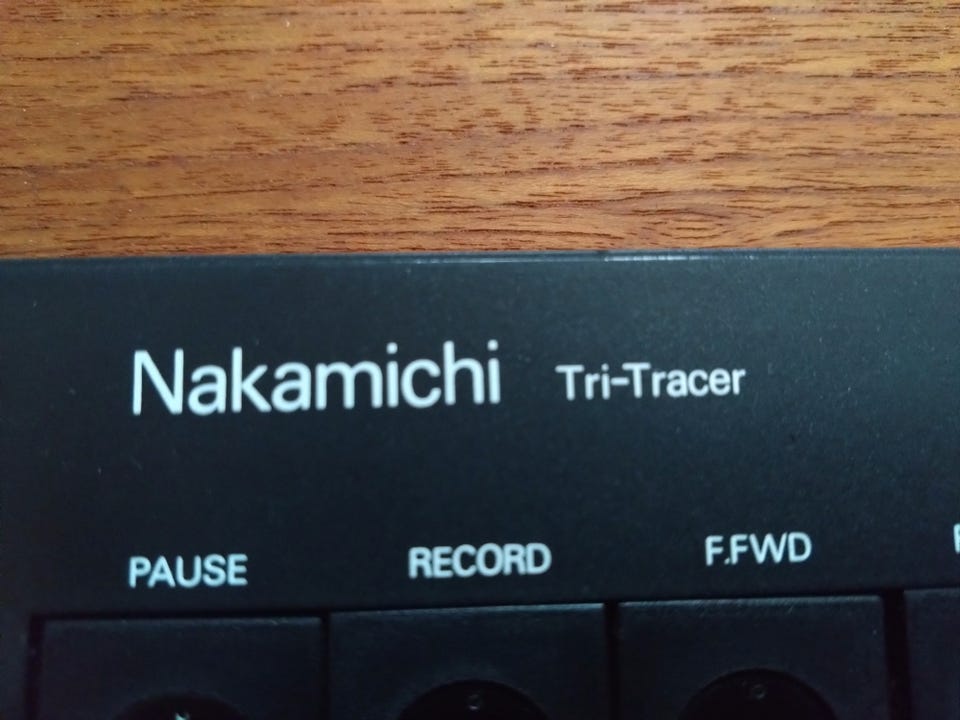 Nakamichi Tri-Tracer
PAUSE RECORD F.FWD